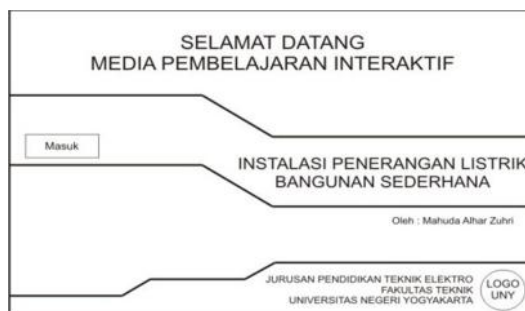 SELAMAT DATANG
MEDIA PEMBELAJARAN INTERAKTIF
Masuk
INSTALASI PENERANGAN LISTRIK
BANGUNAN SEDERHANA
Oleh : Mahuda Alhar Zuhri
JURUSAN PENDIDIKAN TEKNIK ELEKTRO
FAKULTAS TEKNIK
UNIVERSITAS NEGERI YOGYAKARTA
LOGO
UNY